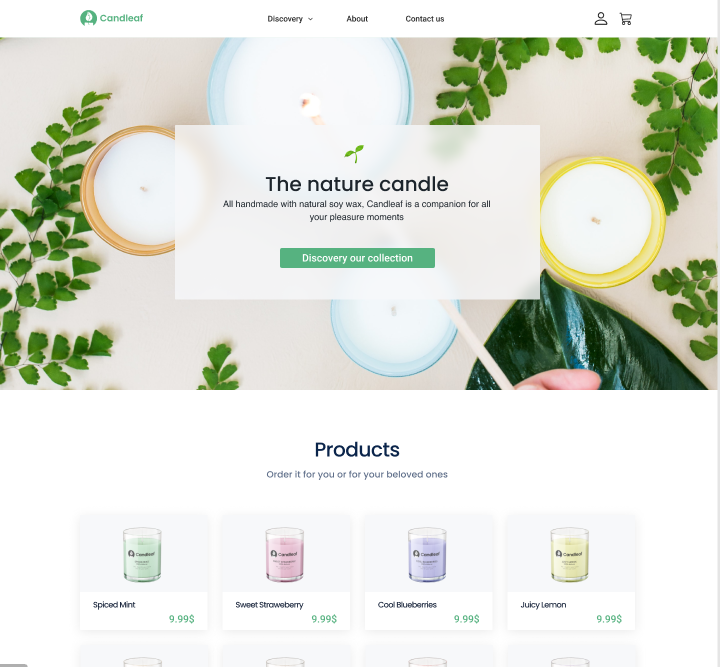 Candleaf
Discovery
About
Contact us
The nature candle
All handmade with natural soy wax, Candleaf is a companion for all
your pleasure moments
Discovery our collection
Products
Order it for you or for your beloved ones
Candleaf
Candleaf
Candleaf
Candleaf
Spiced Mint
9.99$
Sweet Straweberry
9.99$
Cool Blueberries
9.99$
Juicy Lemon
9.99$